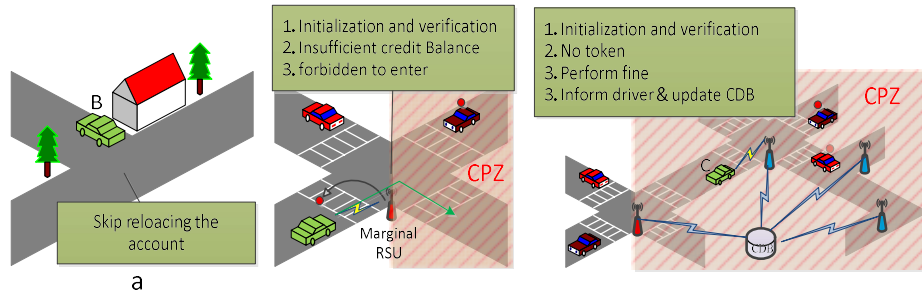 B
Skip reloacing the
account
a
1. Initialization and verification
2. Insufficient credit Balance
3. forbidden to enter
CPZ
Marginal
RSU
1. Initialization and verification
2. No token
3. Perform fine
3. Inform driver & update CDB
CPZ
C
CDB